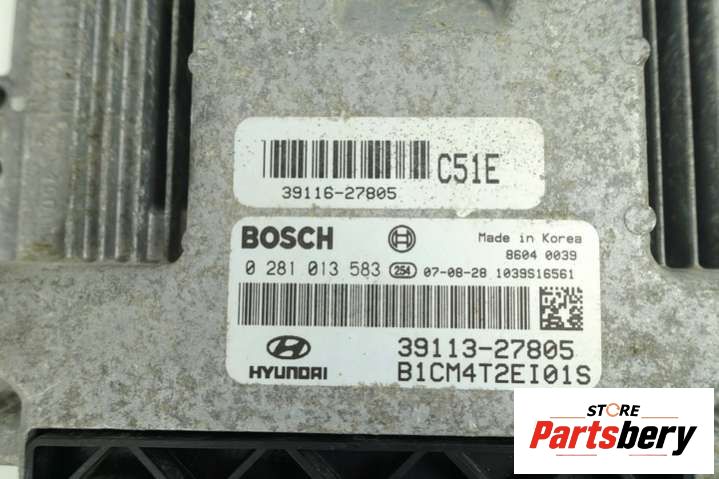 C51E
39116-27805
BOSCH
Made in Korea
8604 0039
0 281 013 583 254 07-08-28 1039S16561
39113-27805
HYUNDAI
B1CM4T2EI01S
STORE
Partsbery